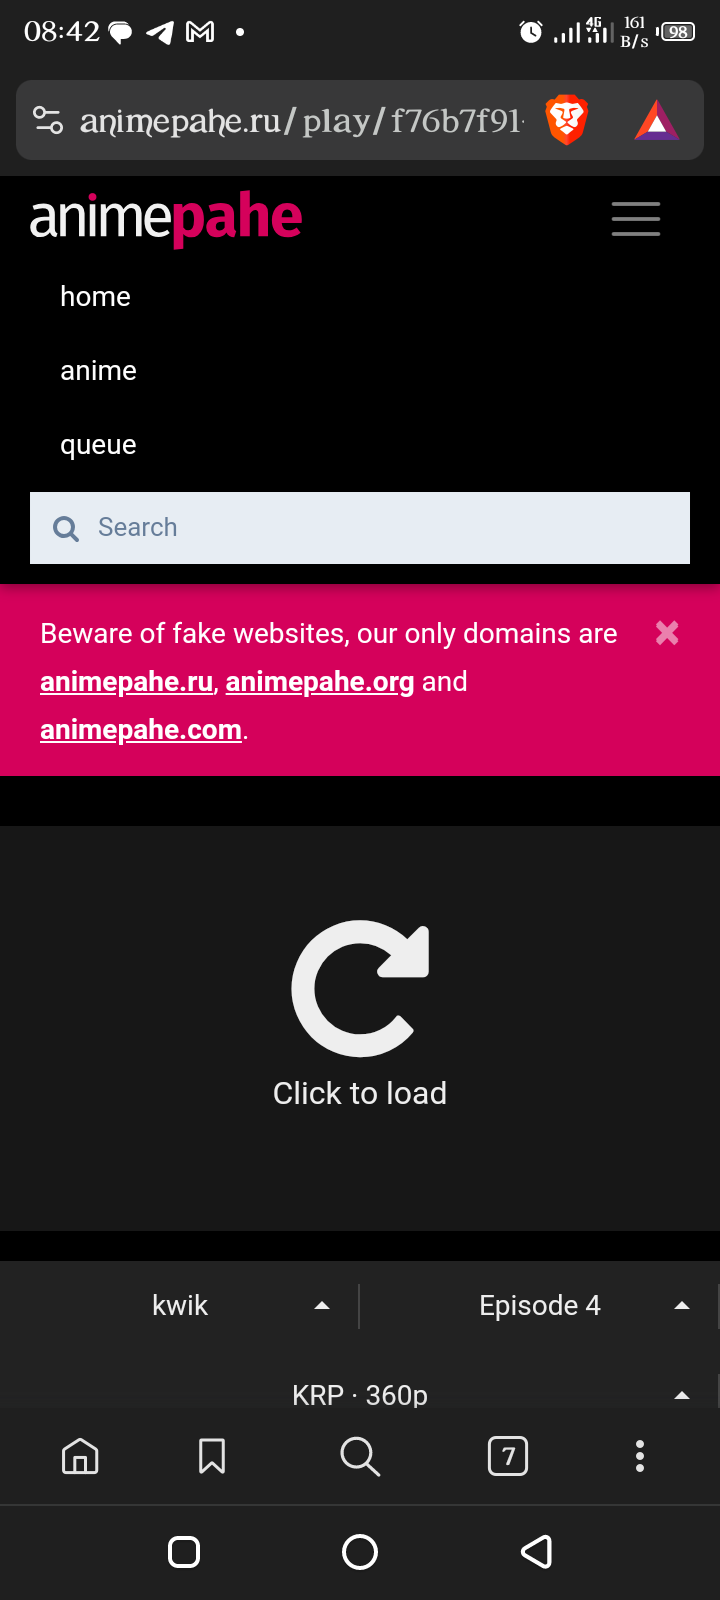 08:42
4G
161
B/s
98
animepahe.ru/play/f76b7f91
animepahe
home
anime
queue
Search
Beware of fake websites, our only domains are
animepahe.ru, animepahe.org and
animepahe.com.
Click to load
kwik
Episode 4
KRP · 360p
7